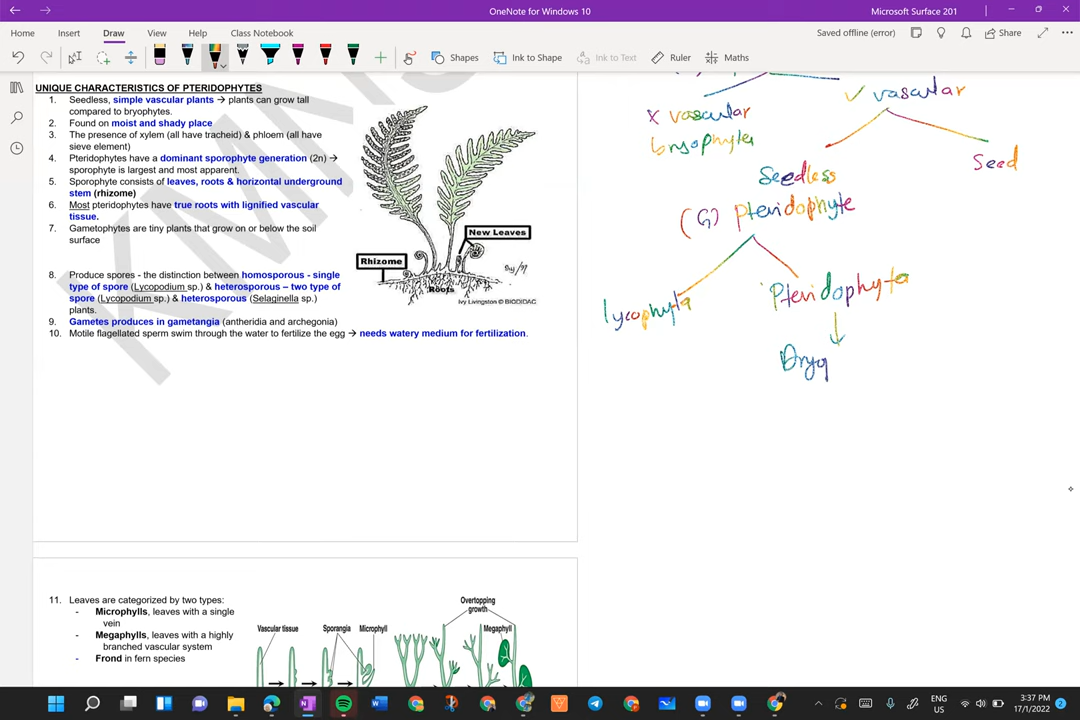 OneNote for Windows 10
Microsoft Surface 201
Home Insert Draw View Help Class Notebook
Saved offline (error)
Share
Shapes
Ink to Shape
Ink to Text
Ruler
Maths
UNIQUE CHARACTERISTICS OF PTERIDOPHYTES
1. Seedless, simple vascular plants → plants can grow tall
compared to bryophytes.
2. Found on moist and shady place
3. The presence of xylem (all have tracheid) & phloem (all have
sieve element)
4. Pteridophytes have a dominant sporophyte generation (2n) →
sporophyte is largest and most apparent.
5. Sporophyte consists of leaves, roots & horizontal underground
stem (rhizome)
6. Most pteridophytes have true roots with lignified vascular
tissue.
7. Gametophytes are tiny plants that grow on or below the soil
surface
8. Produce spores - the distinction between homosporous - single
type of spore (Lycopodium sp.) & heterosporous – two type of
spore (Lycopodium sp.) & heterosporous (Selaginella sp.)
plants.
9. Gametes produces in gametangia (antheridia and archegonia)
10. Motile flagellated sperm swim through the water to fertilize the egg → needs watery medium for fertilization.
New Leaves
Rhizome
Roots
Ivy Livingston © BIODIDAC
x vascular
bryophytes
✓ vascular
Seedless
Seed
(G) Pteridophyte
Lycophyta
Pteridophyta
Dryo
11. Leaves are categorized by two types:
- Microphylls, leaves with a single
vein
- Megaphylls, leaves with a highly
branched vascular system
- Frond in fern species
Overtopping
growth
Vascular tissue
Sporangia
Microphyll
Megaphyll
ENG
US
3:37 PM
17/1/2022
2